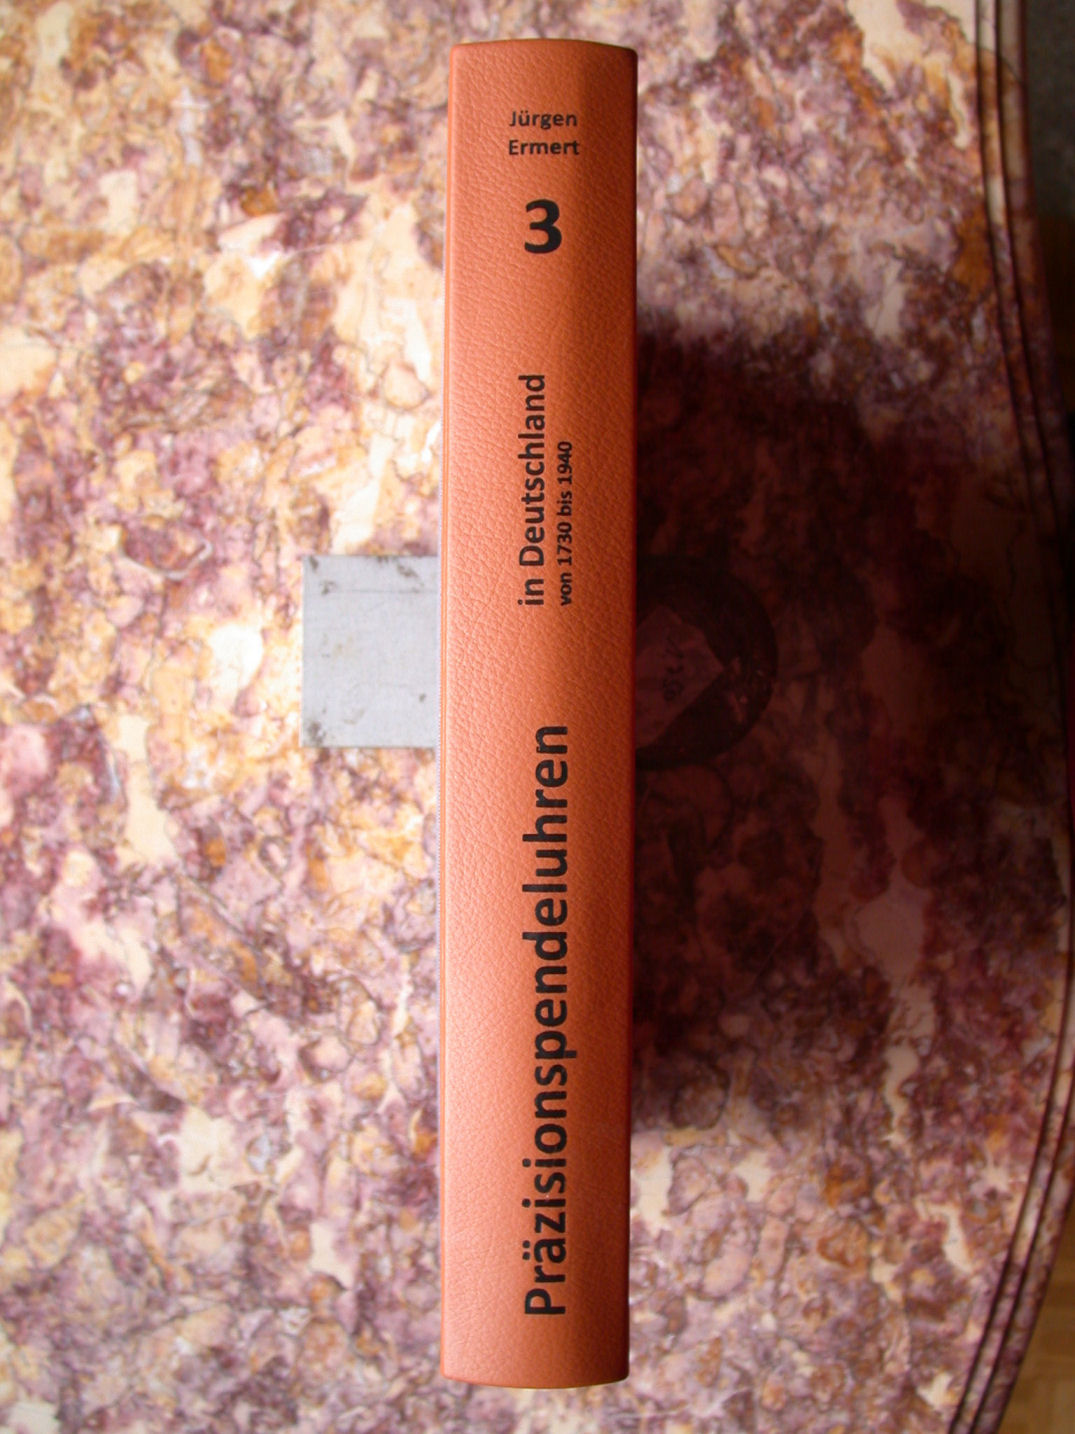 Jürgen
Ermert
3
Präzisionspendeluhren
in Deutschland
von 1730 bis 1940